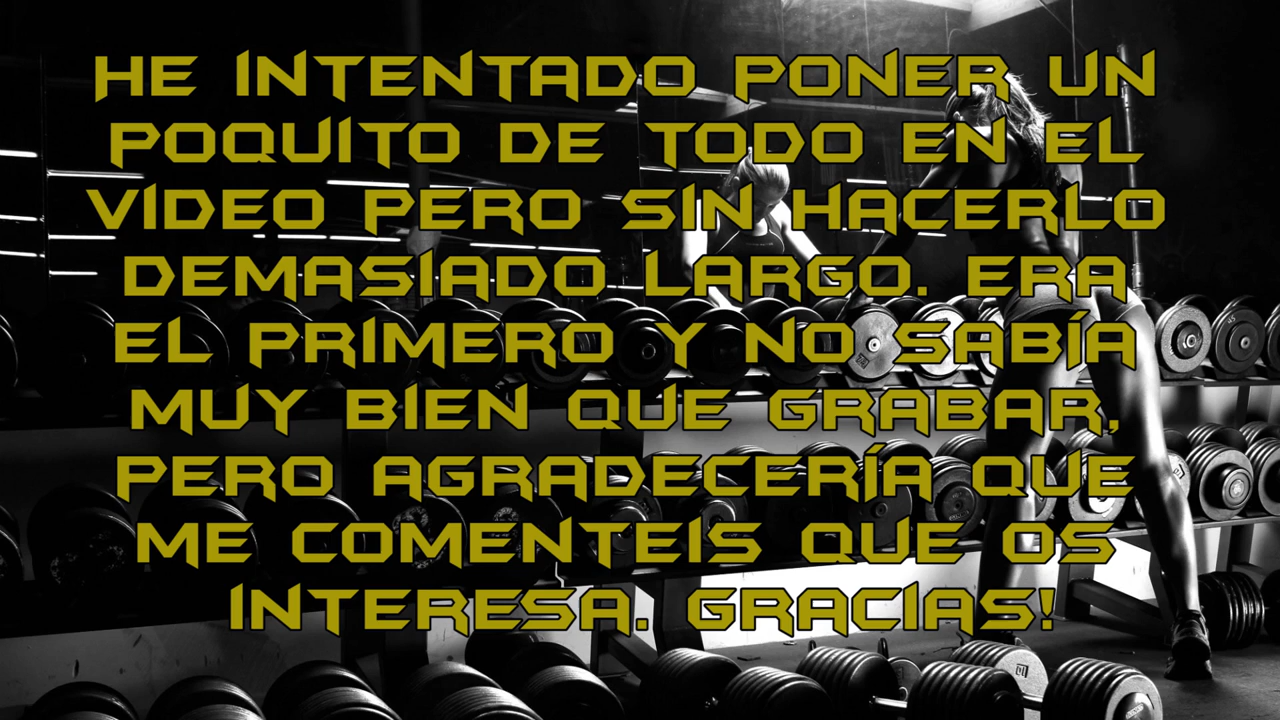 HE INTENTADO PONER UN
POQUITO DE TODO EN EL
VIDEO PERO SIN HACERLO
DEMASIADO LARGO. ERA
EL PRIMERO Y NO SABÍA
MUY BIEN QUE GRABAR,
PERO AGRADECERÍA QUE
ME COMENTEIS QUE OS
INTERESA. GRACIAS!